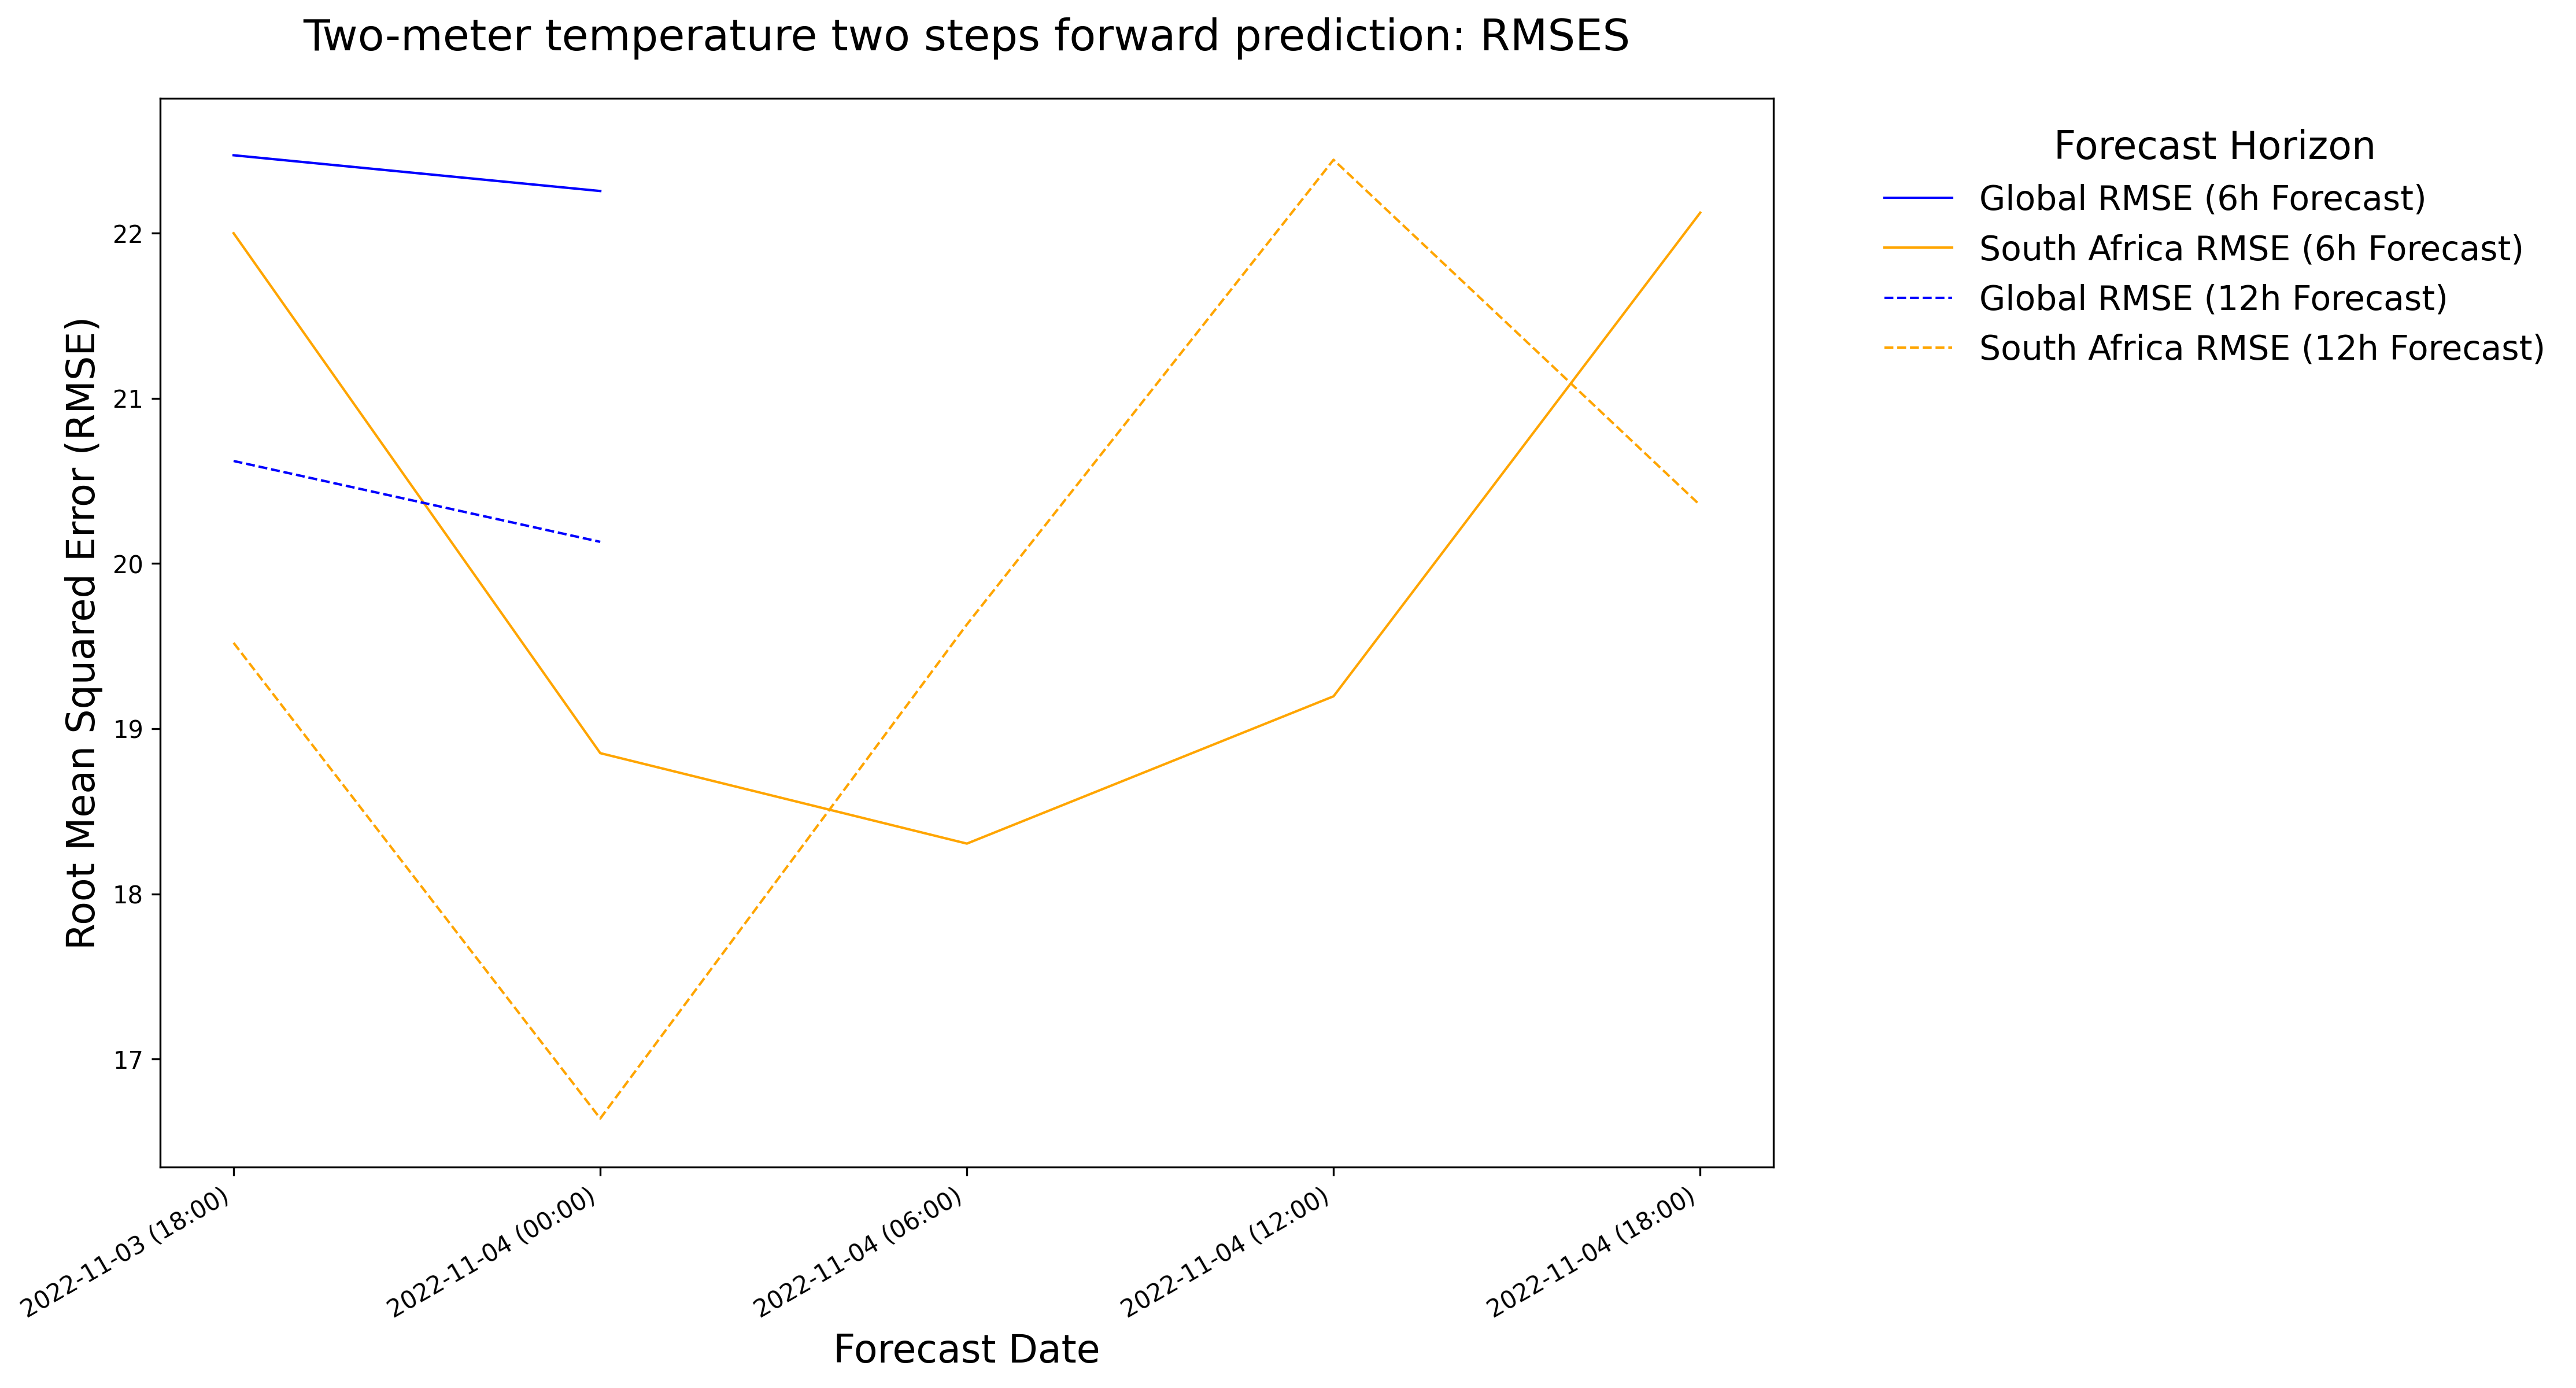 Two-meter temperature two steps forward prediction: RMSES
Root Mean Squared Error (RMSE)
22
21
20
19
18
17
2022-11-03 (18:00)
2022-11-04 (00:00)
2022-11-04 (06:00)
2022-11-04 (12:00)
2022-11-04 (18:00)
Forecast Date
Forecast Horizon
Global RMSE (6h Forecast)
South Africa RMSE (6h Forecast)
Global RMSE (12h Forecast)
South Africa RMSE (12h Forecast)